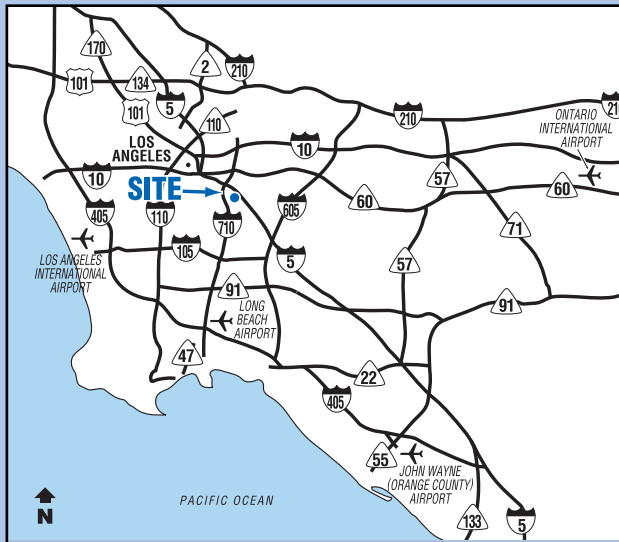 170
2
210
101
134
5
101
110
210
210
ONTARIO
INTERNATIONAL
AIRPORT
LOS
ANGELES
10
10
57
60
SITE
60
405
110
710
605
71
LOS ANGELES
INTERNATIONAL
AIRPORT
105
5
57
91
91
LONG
BEACH
AIRPORT
47
22
405
55
JOHN WAYNE
(ORANGE COUNTY)
AIRPORT
N
PACIFIC OCEAN
133
5